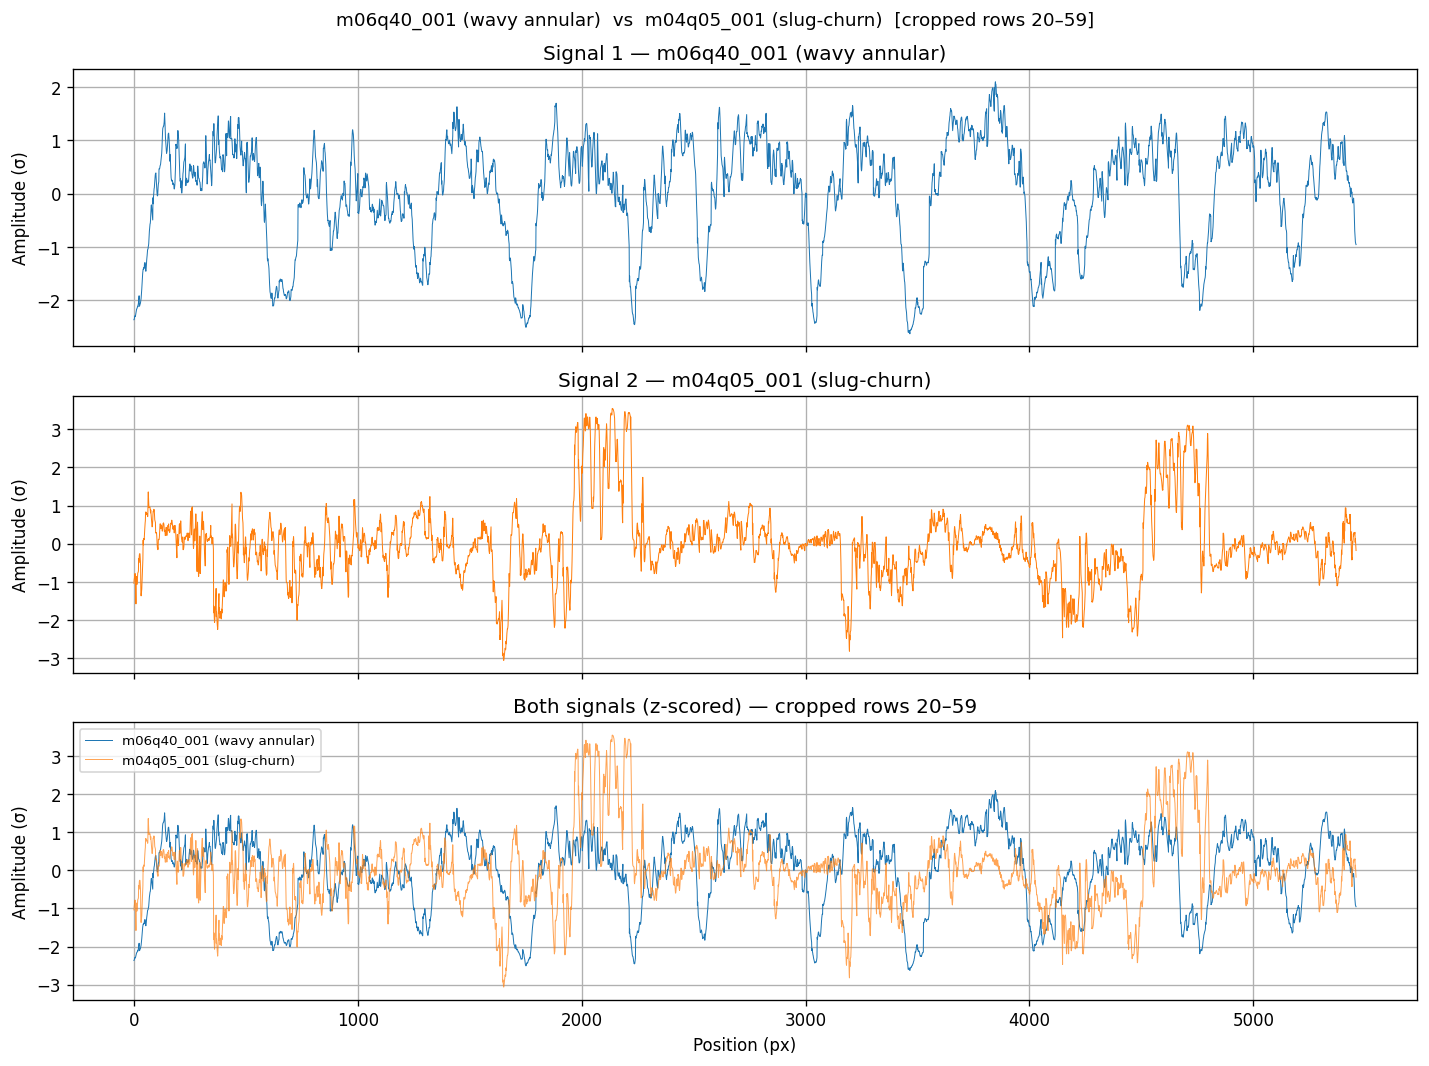 m06q40_001 (wavy annular)  vs  m04q05_001 (slug-churn)  [cropped rows 20–59]
Signal 1 — m06q40_001 (wavy annular)
Amplitude (σ)
2
1
0
−1
−2
Signal 2 — m04q05_001 (slug-churn)
Amplitude (σ)
3
2
1
0
−1
−2
−3
Both signals (z-scored) — cropped rows 20–59
m06q40_001 (wavy annular)
m04q05_001 (slug-churn)
Amplitude (σ)
3
2
1
0
−1
−2
−3
0 1000 2000 3000 4000 5000
Position (px)